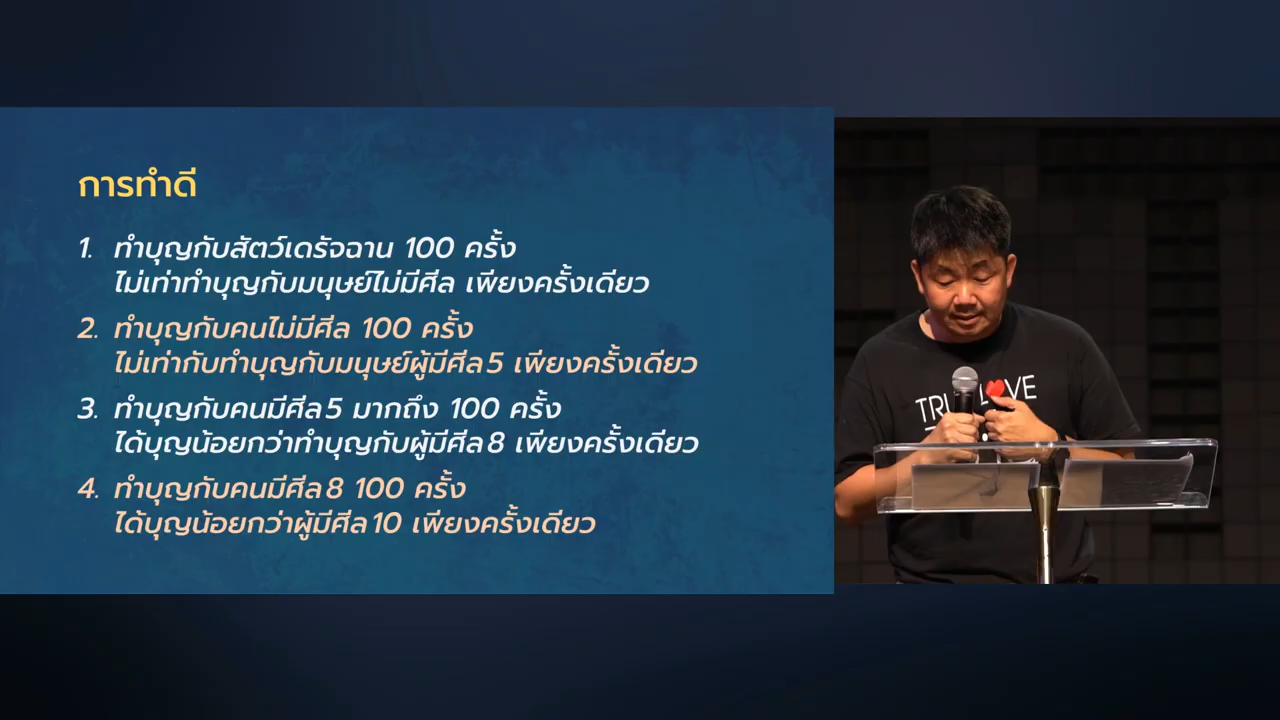 การทำดี
1. ทำบุญกับสัตว์เดรัจฉาน 100 ครั้ง
ไม่เท่าทำบุญกับมนุษย์ไม่มีศีล เพียงครั้งเดียว
2. ทำบุญกับคนไม่มีศีล 100 ครั้ง
ไม่เท่ากับทำบุญกับมนุษย์ผู้มีศีล 5 เพียงครั้งเดียว
3. ทำบุญกับคนมีศีล 5 มากถึง 100 ครั้ง
ได้บุญน้อยกว่าทำบุญกับผู้มีศีล 8 เพียงครั้งเดียว
4. ทำบุญกับคนมีศีล 8 100 ครั้ง
ได้บุญน้อยกว่าผู้มีศีล 10 เพียงครั้งเดียว